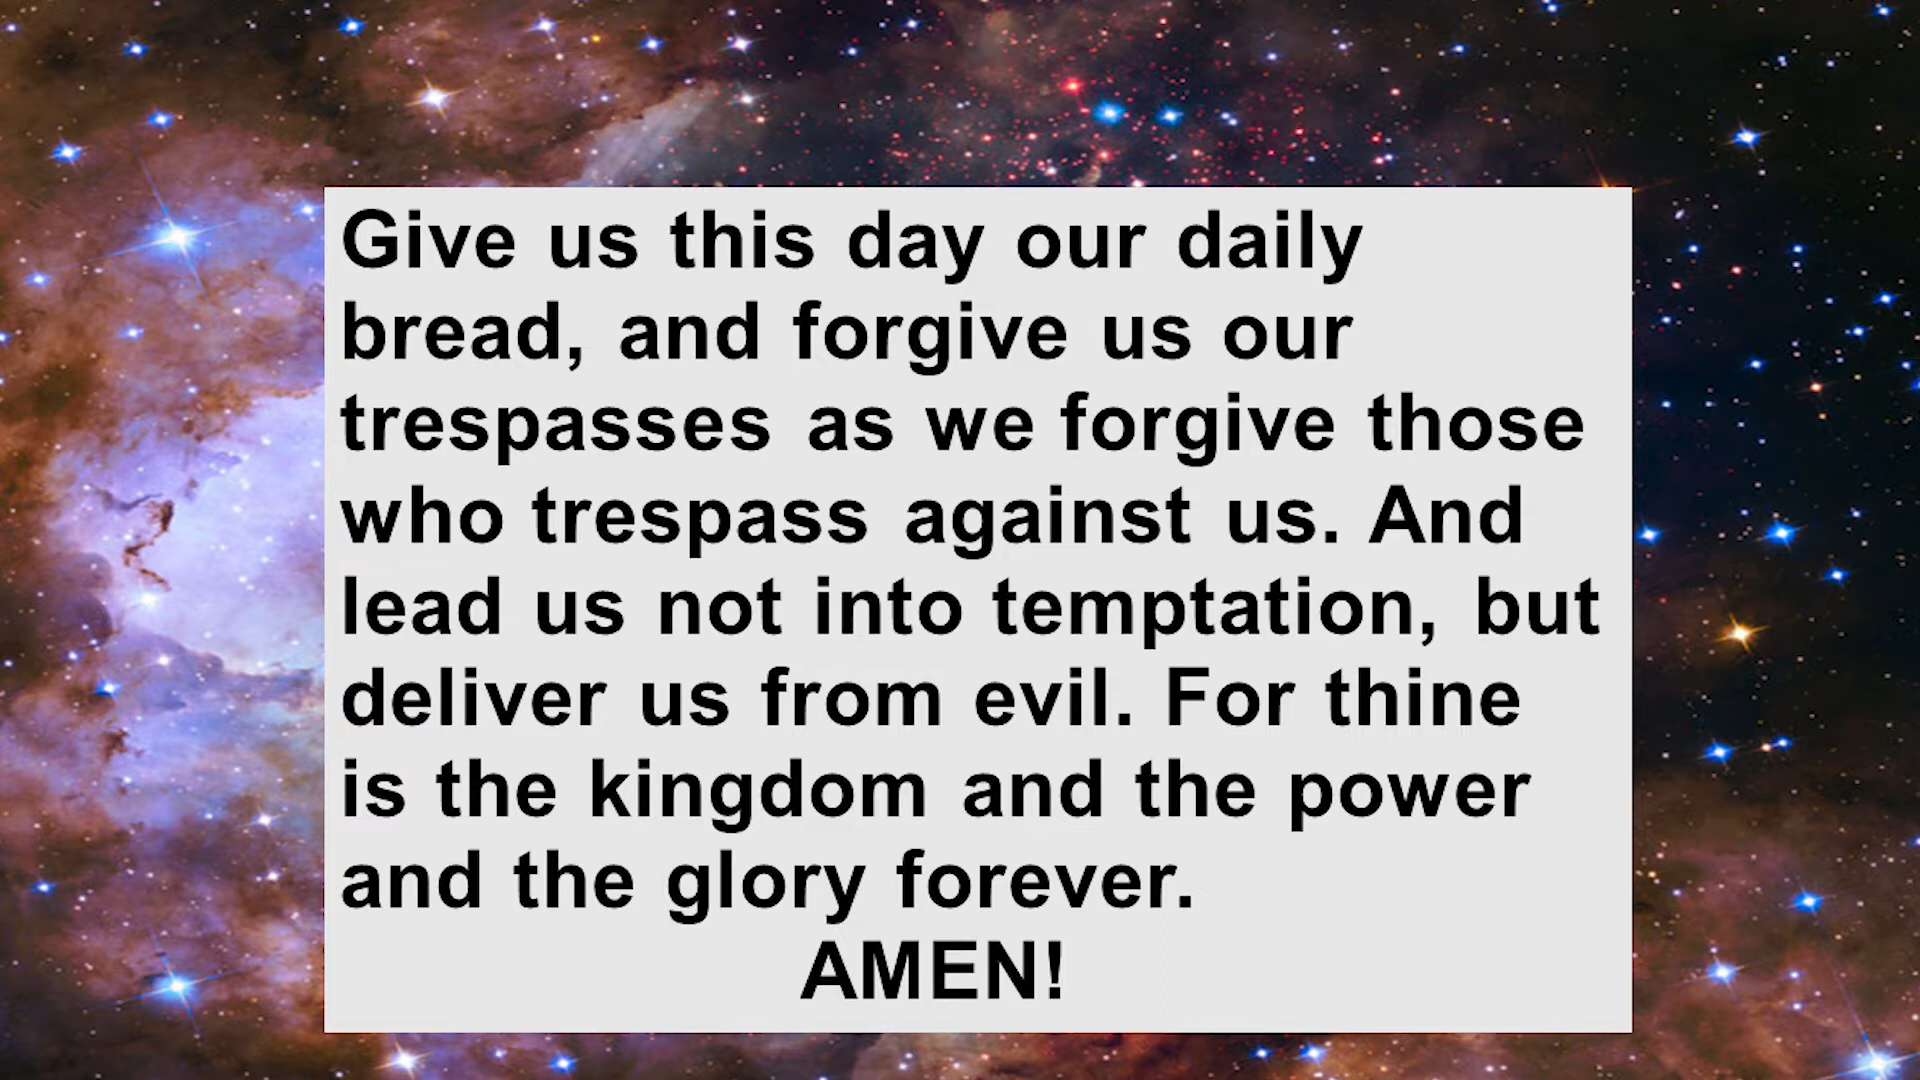 Give us this day our daily
bread, and forgive us our
trespasses as we forgive those
who trespass against us. And
lead us not into temptation, but
deliver us from evil. For thine
is the kingdom and the power
and the glory forever.
AMEN!